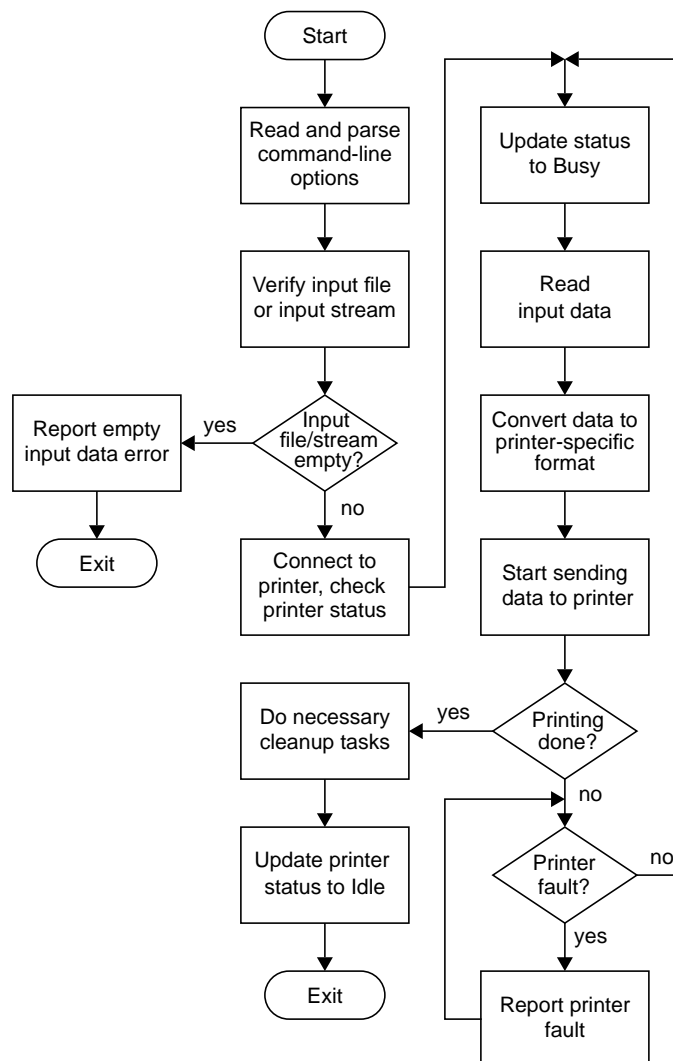 Start
Read and parse
command-line
options
Verify input file
or input stream
Input
file/stream
empty?
yes
Report empty
input data error
Exit
no
Connect to
printer, check
printer status
Update status
to Busy
Read
input data
Convert data to
printer-specific
format
Start sending
data to printer
Printing
done?
yes
Do necessary
cleanup tasks
Update printer
status to Idle
Exit
no
Printer
fault?
no
yes
Report printer
fault